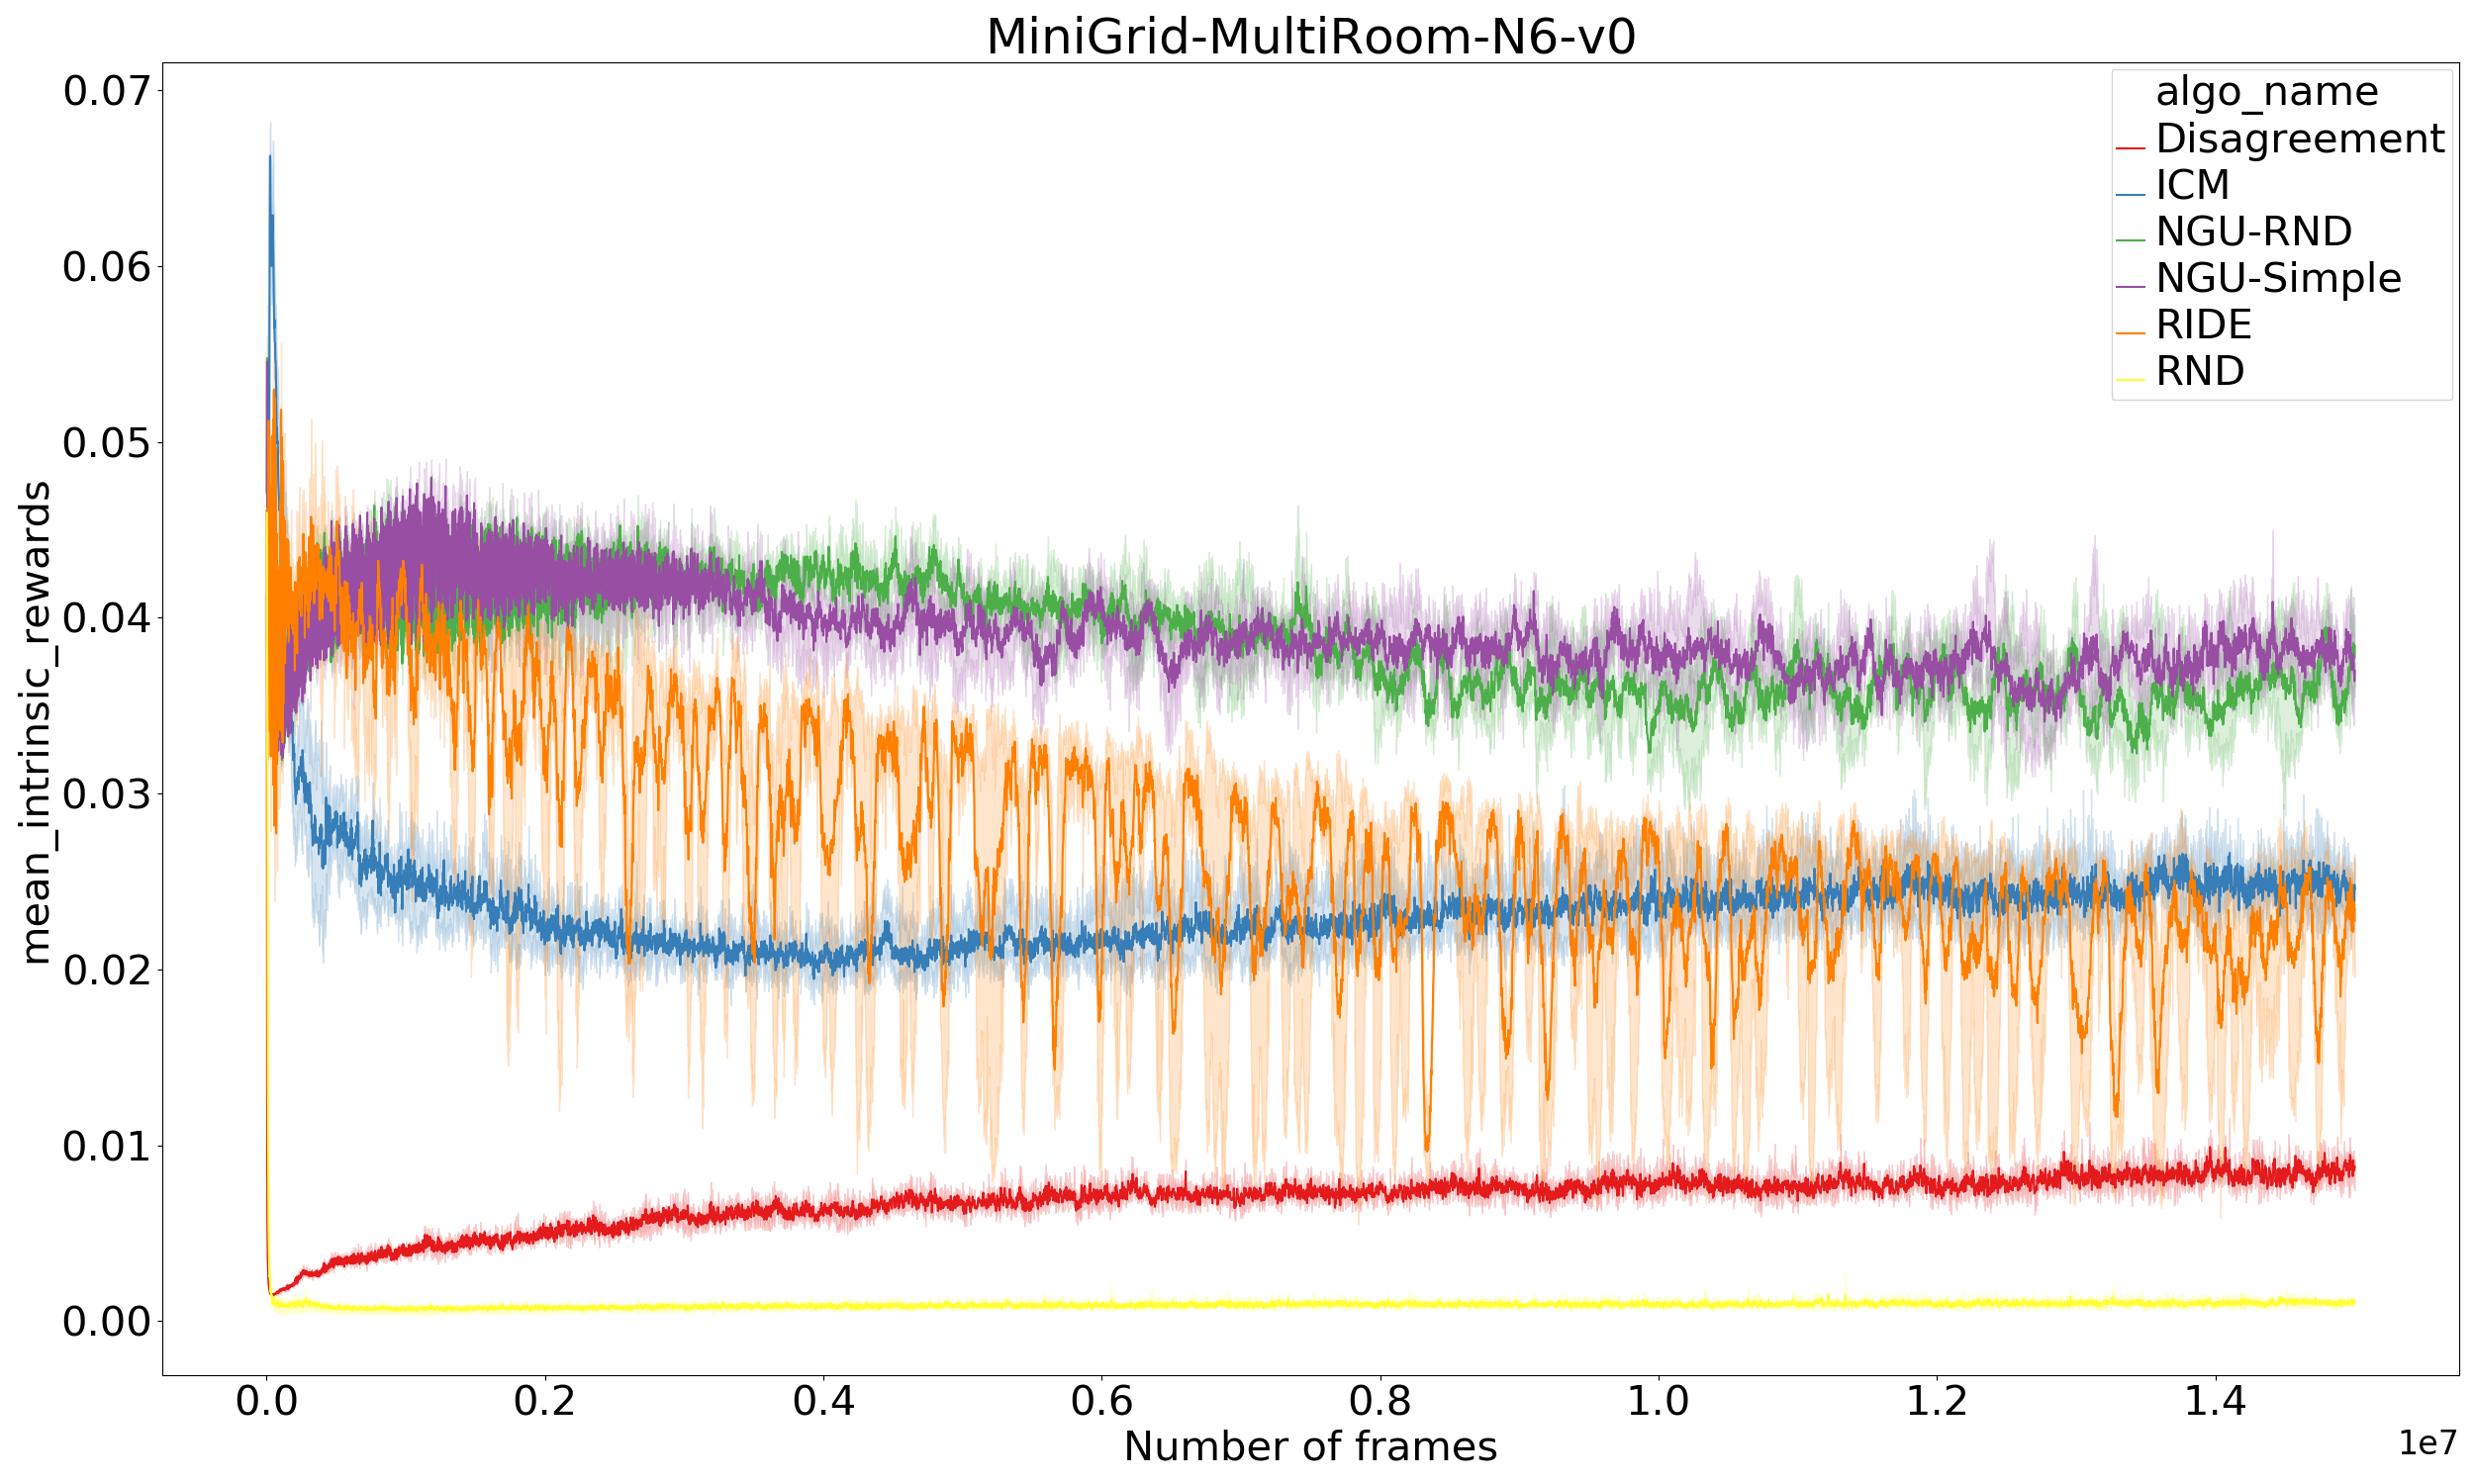 MiniGrid-MultiRoom-N6-v0
mean_intrinsic_rewards
0.07
0.06
0.05
0.04
0.03
0.02
0.01
0.00
algo_name
Disagreement
ICM
NGU-RND
NGU-Simple
RIDE
RND
0.0 0.2 0.4 0.6 0.8 1.0 1.2 1.4
Number of frames
1e7